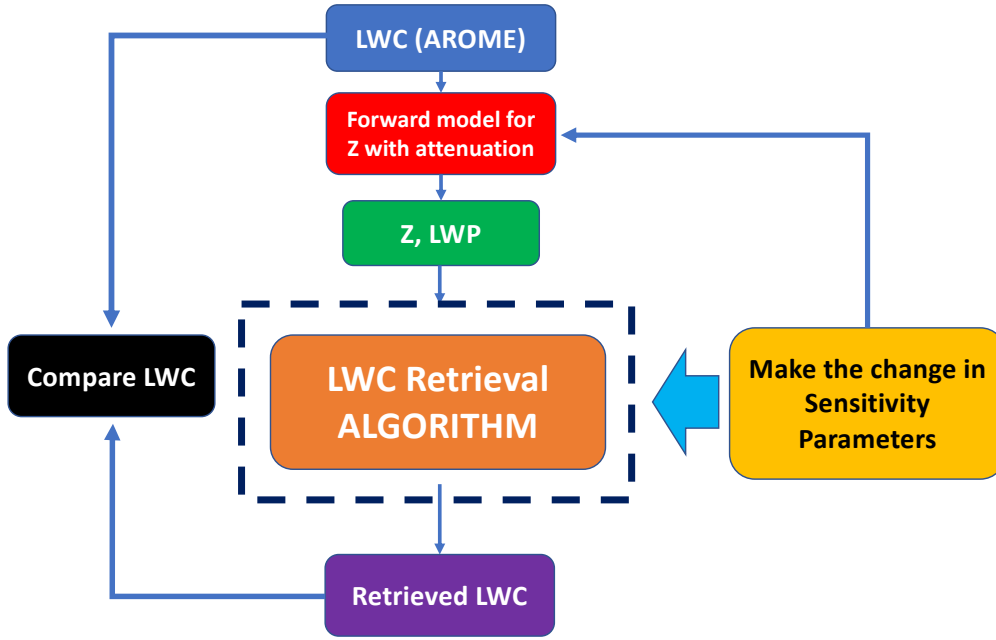 LWC (AROME)
Forward model for
Z with attenuation
Z, LWP
LWC Retrieval
ALGORITHM
Compare LWC
Make the change in
Sensitivity
Parameters
Retrieved LWC